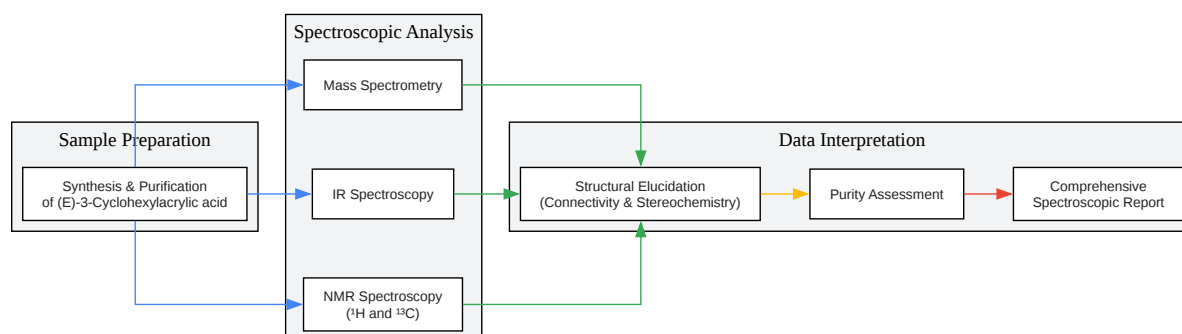 Spectroscopic Analysis
Mass Spectrometry
Sample Preparation
Data Interpretation
Synthesis & Purification
of (E)-3-Cyclohexylacrylic acid
IR Spectroscopy
Structural Elucidation
(Connectivity & Stereochemistry)
Purity Assessment
Comprehensive
Spectroscopic Report
NMR Spectroscopy
(¹H and ¹³C)